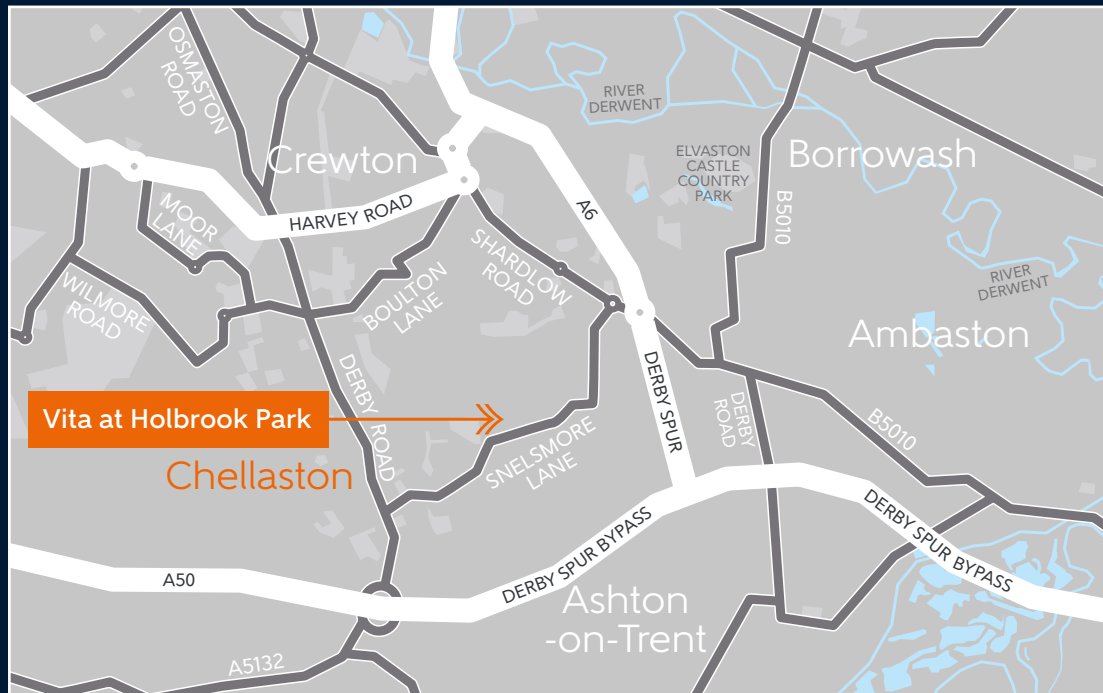 OSMASTON
ROAD
RIVER
DERWENT
Crewton
ELVASTON
CASTLE
COUNTRY
PARK
Borrowash
A6
B5010
MOOR
LANE
HARVEY ROAD
SHARDLOW
ROAD
RIVER
DERWENT
WILMORE
ROAD
BOULTON
LANE
Ambaston
DERBY ROAD
DERBY SPUR
DERBY
ROAD
B5010
Vita at Holbrook Park
Chellaston
SNELSMORE
LANE
DERBY SPUR BYPASS
DERBY SPUR BYPASS
A50
Ashton
-on-Trent
A5132